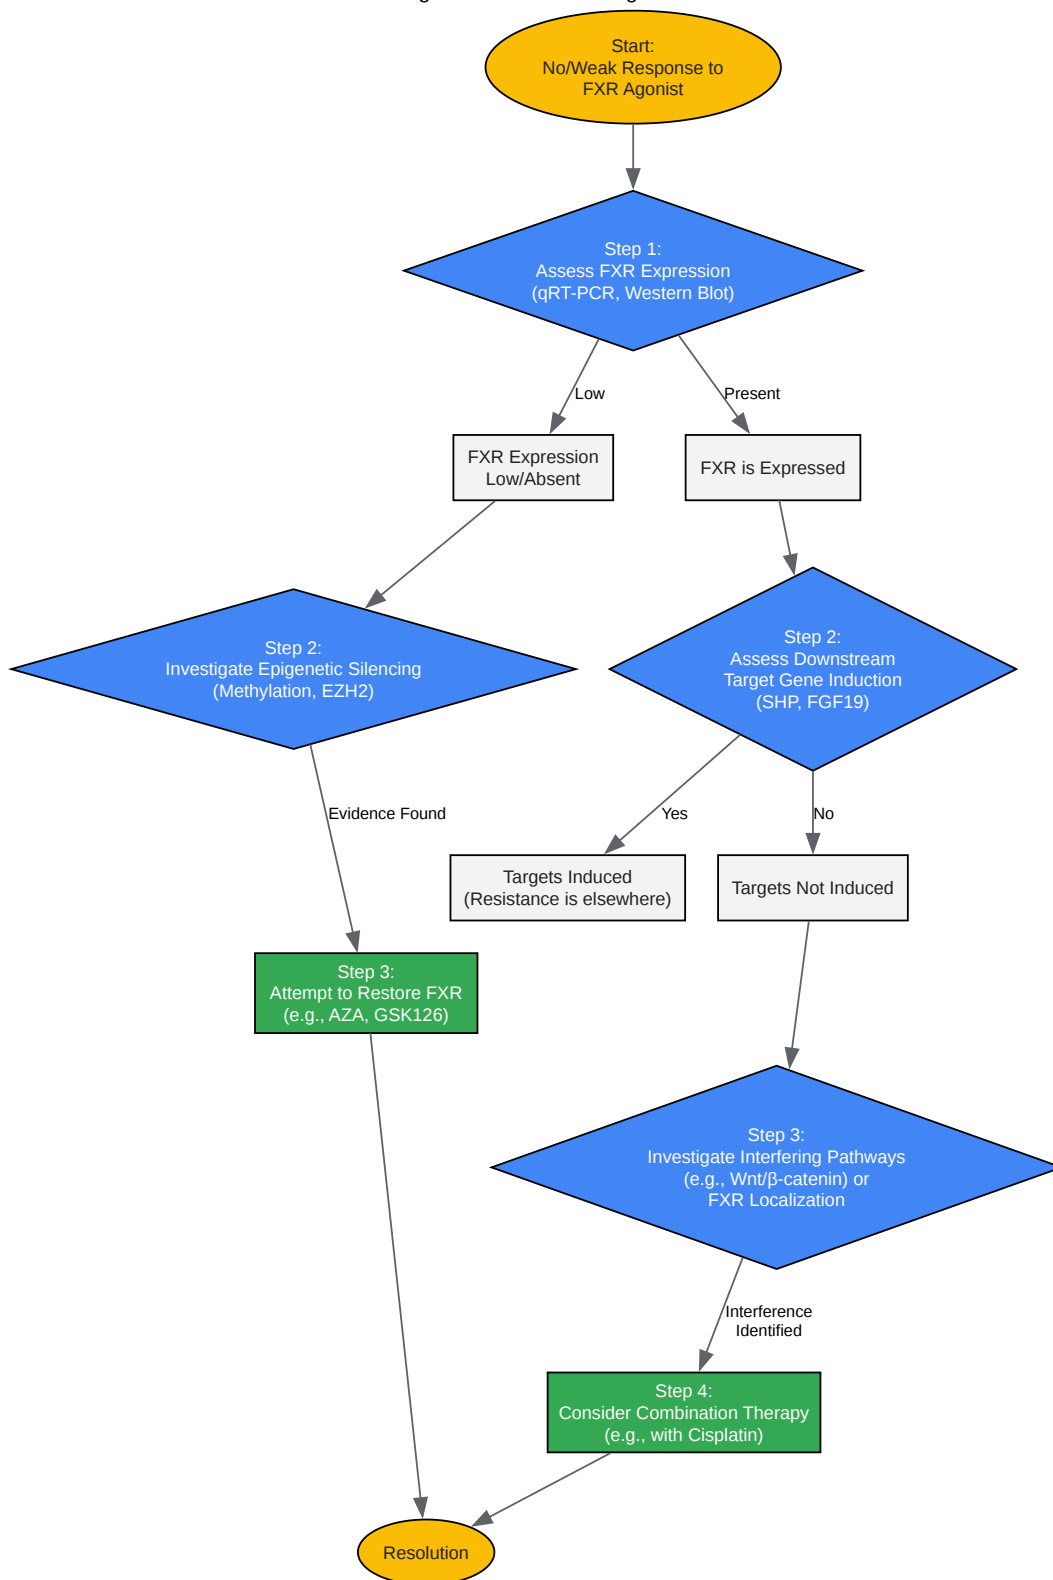 Start:
No/Weak Response to
FXR Agonist
Step 1:
Assess FXR Expression
(qRT-PCR, Western Blot)
Low
Present
FXR Expression
Low/Absent
FXR is Expressed
Step 2:
Investigate Epigenetic Silencing
(Methylation, EZH2)
Step 2:
Assess Downstream
Target Gene Induction
(SHP, FGF19)
Evidence Found
Yes
No
Targets Induced
(Resistance is elsewhere)
Targets Not Induced
Step 3:
Attempt to Restore FXR
(e.g., AZA, GSK126)
Step 3:
Investigate Interfering Pathways
(e.g., Wnt/β-catenin) or
FXR Localization
Interference
Identified
Step 4:
Consider Combination Therapy
(e.g., with Cisplatin)
Resolution